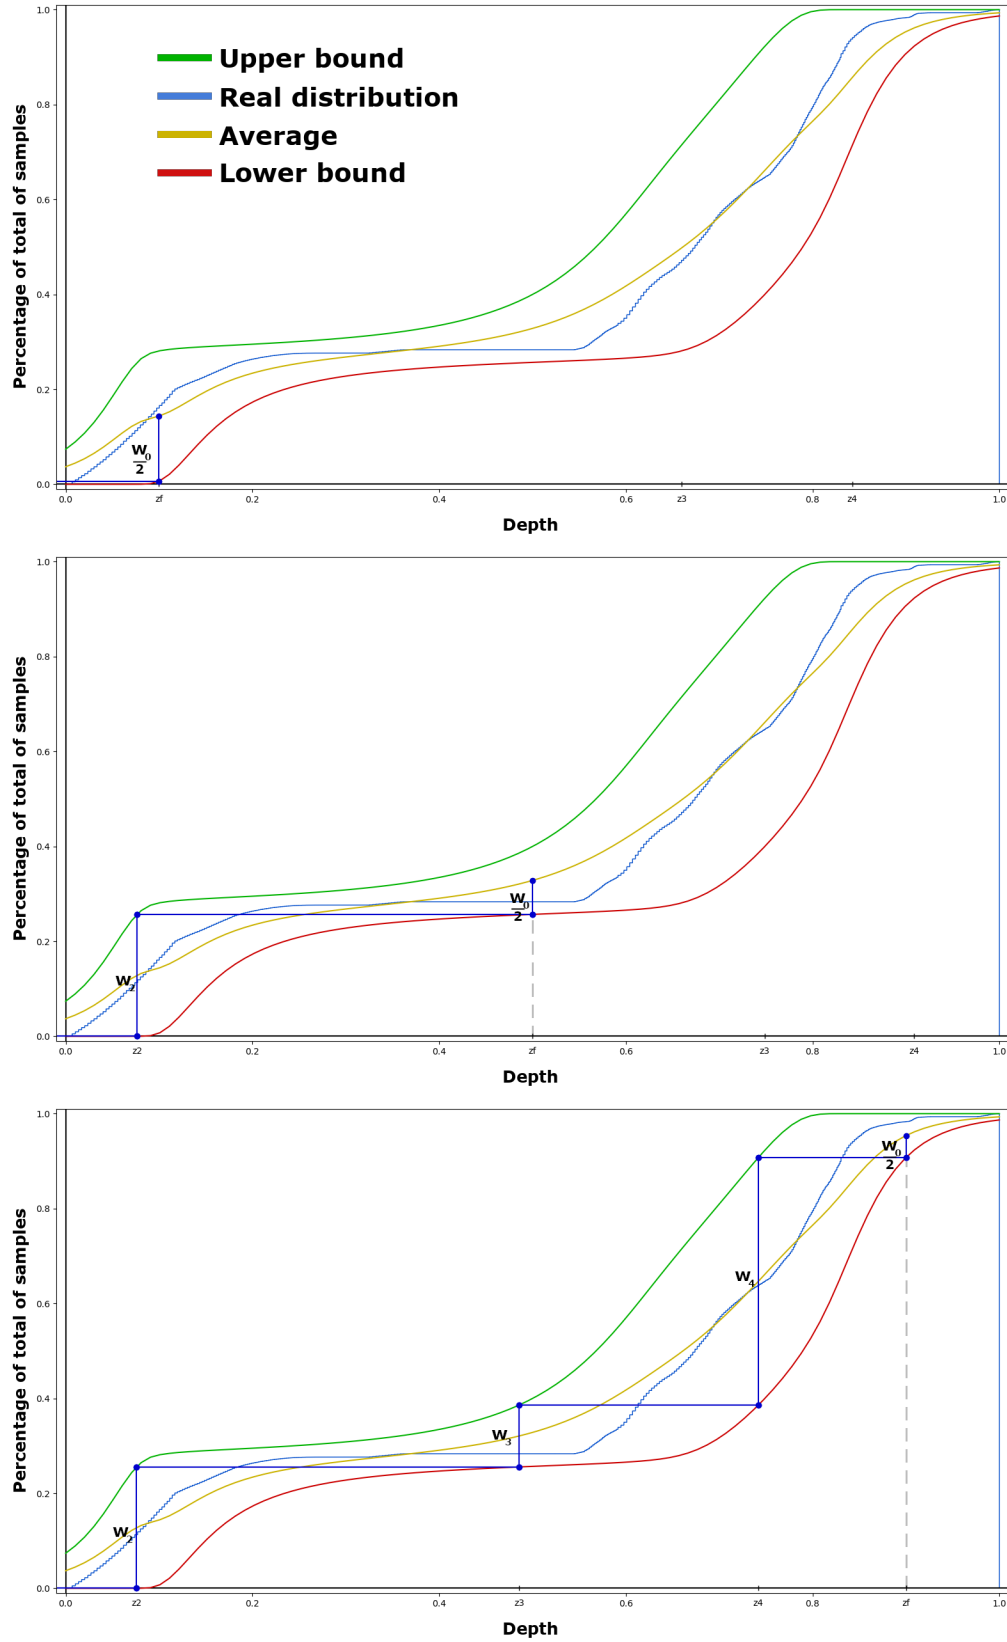 1.0
Upper bound
Real distribution
0.8
Average
Lower bound
0.6
Percentage of total of samples
0.4
0.2
W0
2
0.0
0.0 zf 0.2 0.4 0.6 z3 0.8 z4 1.0
Depth
1.0
0.8
0.6
Percentage of total of samples
0.4
W0
2
0.2
W2
0.0
0.0 z2 0.2 0.4 zf 0.6 z3 0.8 z4 1.0
Depth
1.0
W0
2
0.8
W4
0.6
Percentage of total of samples
0.4
W3
0.2
W2
0.0
0.0 z2 0.2 0.4 z3 0.6 z4 0.8 zf 1.0
Depth